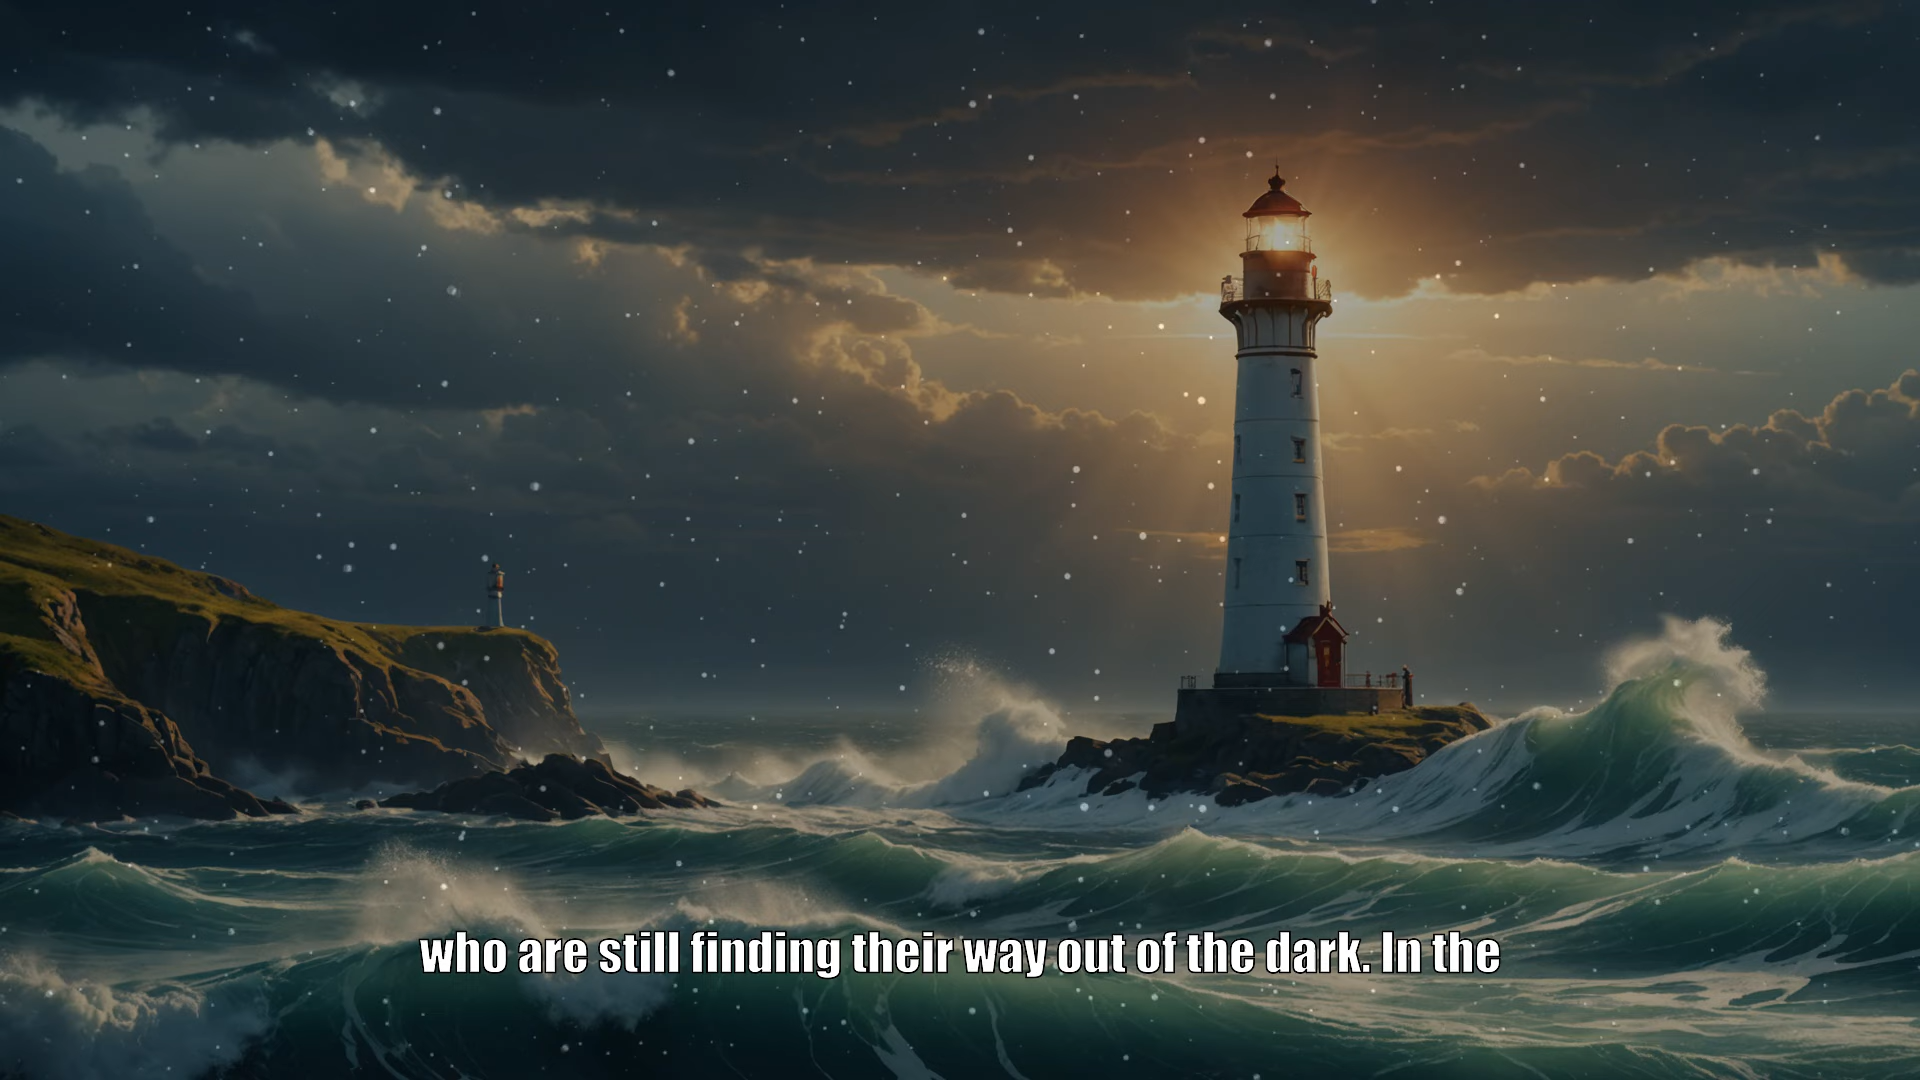 who are still finding their way out of the dark. In the